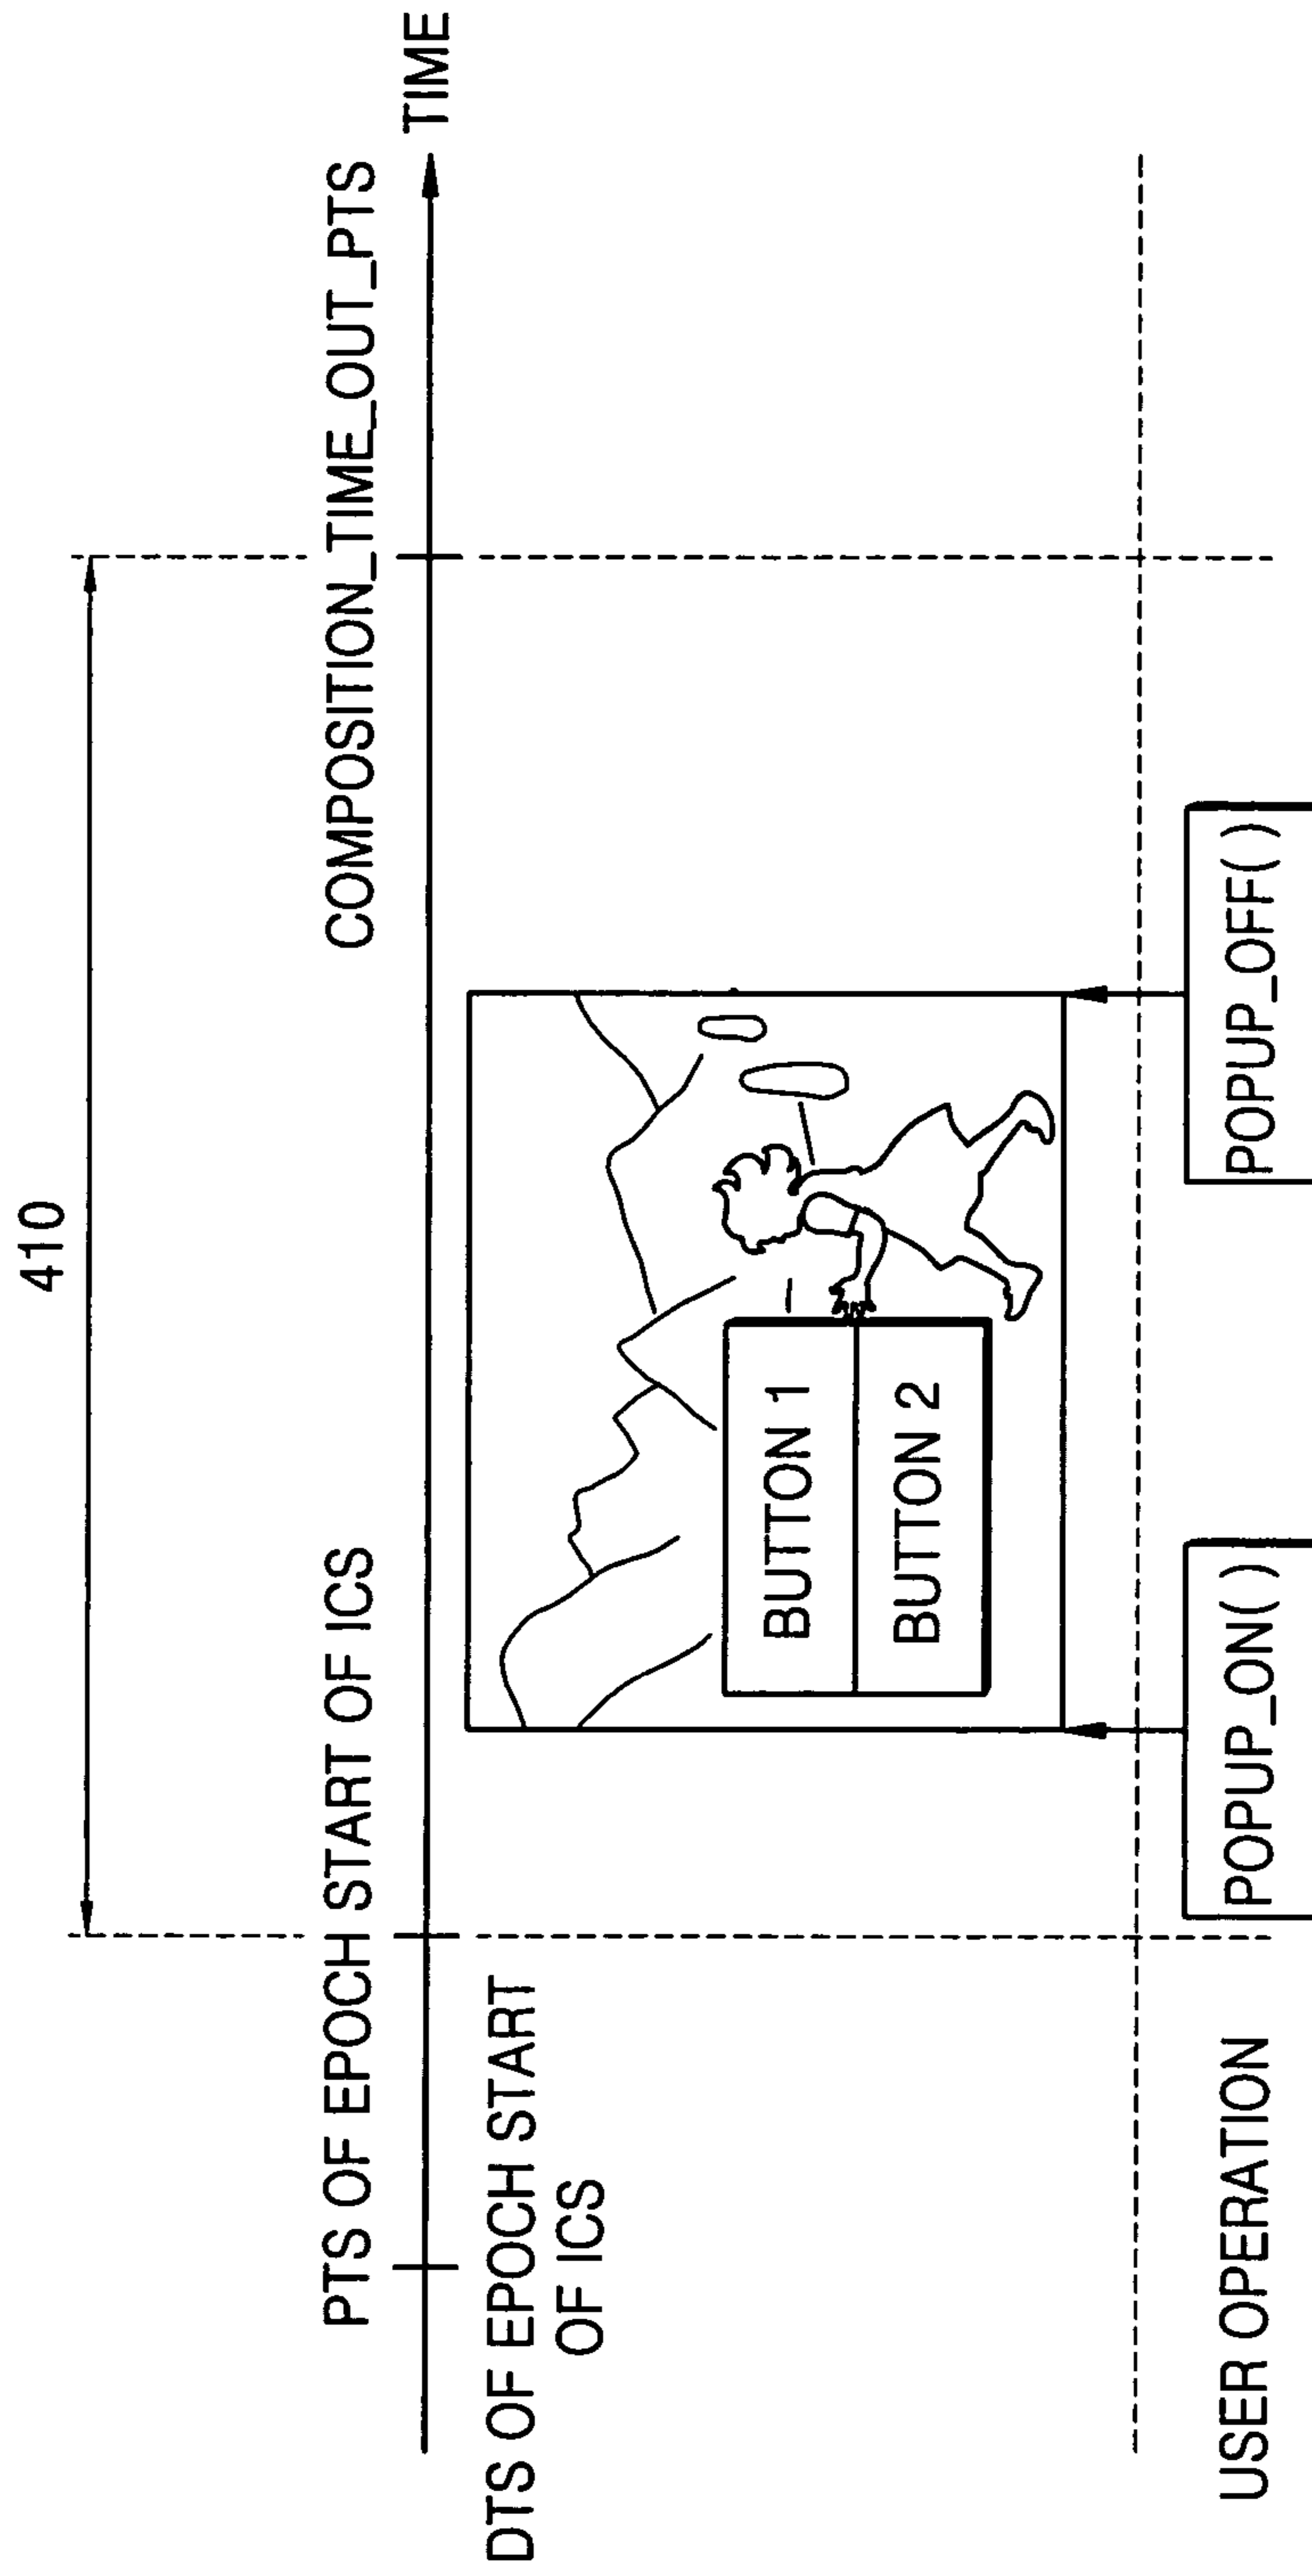 410
PTS OF EPOCH START OF ICS
COMPOSITION_TIME_OUT_PTS
TIME
DTS OF EPOCH START
OF ICS
BUTTON 1
BUTTON 2
USER OPERATION
POPUP_ON( )
POPUP_OFF( )